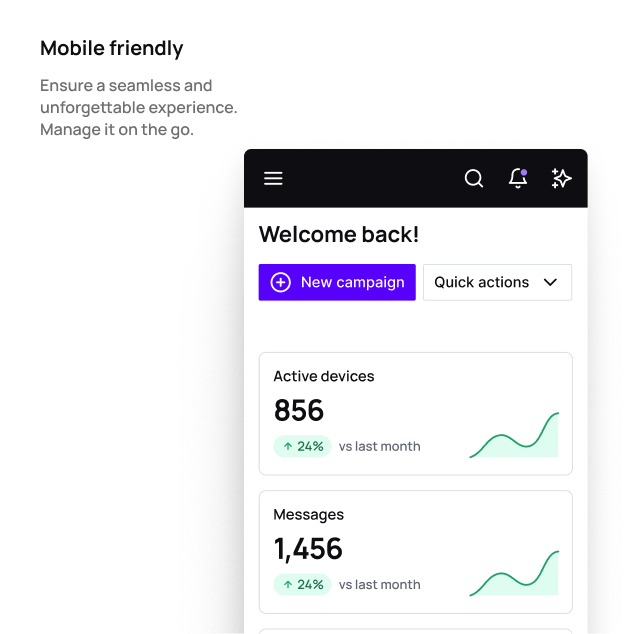 Mobile friendly
Ensure a seamless and
unforgettable experience.
Manage it on the go.
Welcome back!
New campaign
Quick actions
Active devices
856
24% vs last month
Messages
1,456
24% vs last month